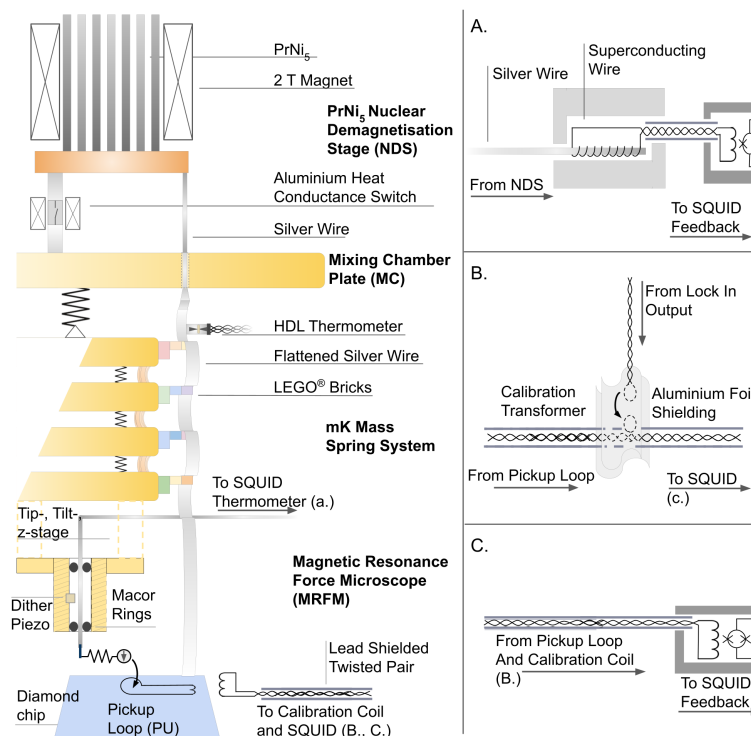 PrNi5
2 T Magnet
PrNi5 Nuclear
Demagnetisation
Stage (NDS)
Aluminium Heat
Conductance Switch
Silver Wire
Mixing Chamber
Plate (MC)
HDL Thermometer
Flattened Silver Wire
LEGO® Bricks
mK Mass
Spring System
To SQUID
Thermometer (a.)
Tip-, Tilt-,
z-stage
Magnetic Resonance
Force Microscope
(MRFM)
Dither
Piezo
Macor
Rings
Lead Shielded
Twisted Pair
Diamond
chip
Pickup
Loop (PU)
To Calibration Coil
and SQUID (B., C.)
A.
Superconducting
Wire
Silver Wire
From NDS
To SQUID
Feedback
B.
From Lock In
Output
Calibration
Transformer
Aluminium Foi
Shielding
From Pickup Loop
To SQUID
(c.)
C.
From Pickup Loop
And Calibration Coil
(B.)
To SQUID
Feedback